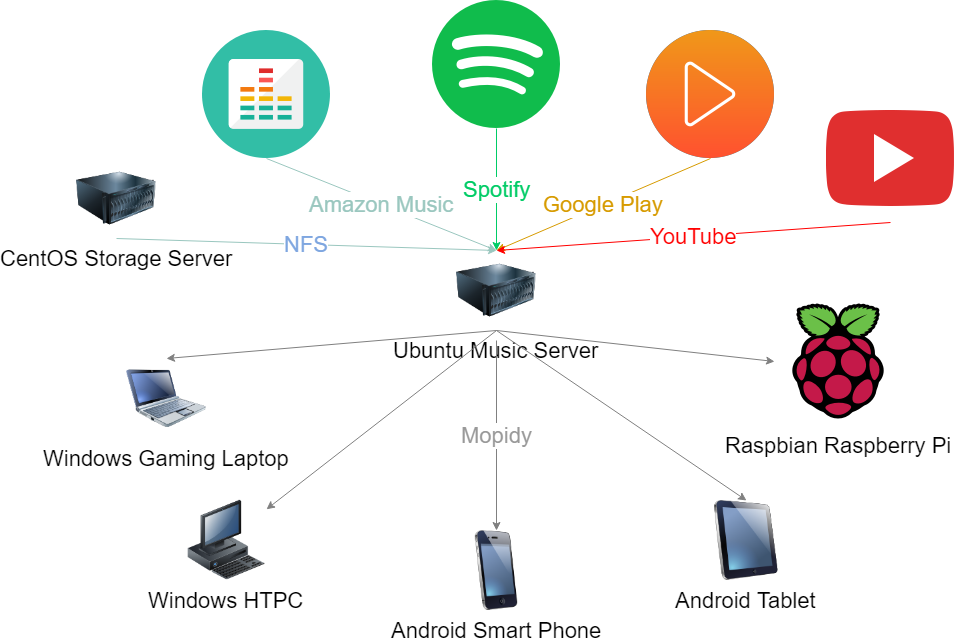 Spotify
Amazon Music
Google Play
YouTube
NFS
CentOS Storage Server
Ubuntu Music Server
Mopidy
Raspbian Raspberry Pi
Windows Gaming Laptop
Windows HTPC
Android Tablet
Android Smart Phone